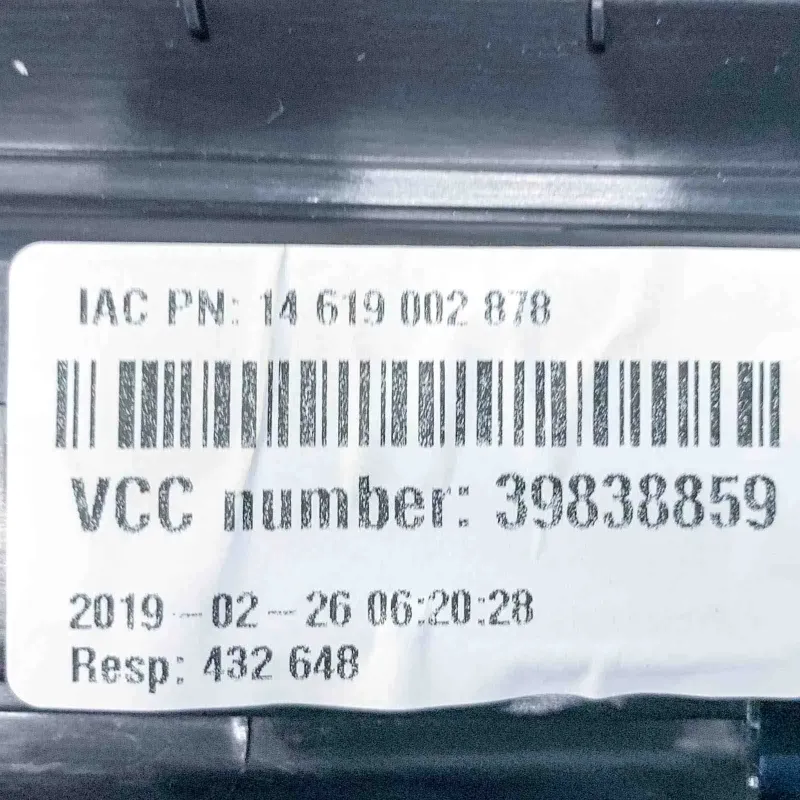 IAC PN: 14 619 002 878
VCC number: 39838859
2019-02-26 06:20:28
Resp: 432 648